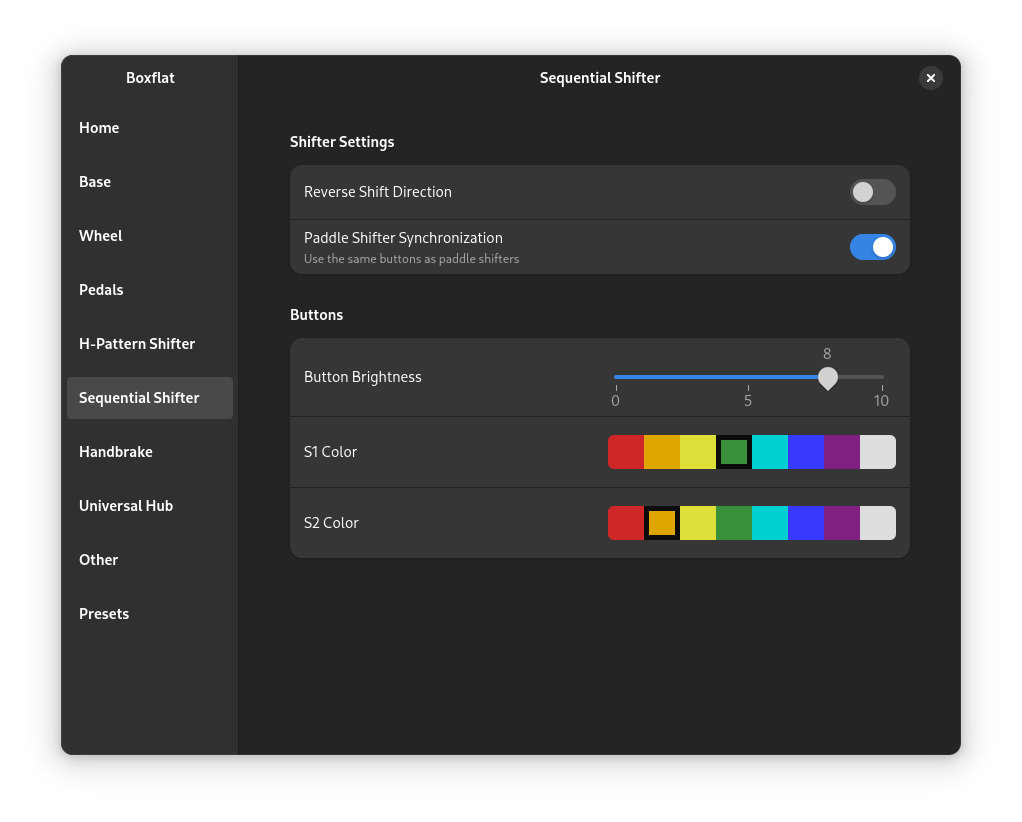 Boxflat
Sequential Shifter
Home
Base
Wheel
Pedals
H-Pattern Shifter
Sequential Shifter
Handbrake
Universal Hub
Other
Presets
Shifter Settings
Reverse Shift Direction
Paddle Shifter Synchronization
Use the same buttons as paddle shifters
Buttons
8
Button Brightness
0 5 10
S1 Color
S2 Color